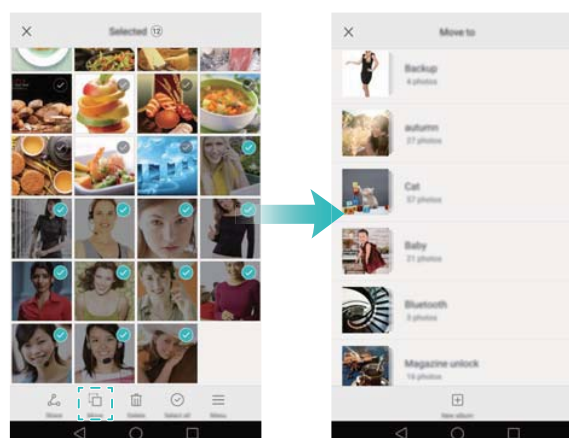 Selected 12
Share
Move
Delete
Select all
Menu
Move to
Backup
4 photos
autumn
37 photos
Cat
57 photos
Baby
21 photos
Bluetooth
3 photos
Magazine unlock
16 photos
New album